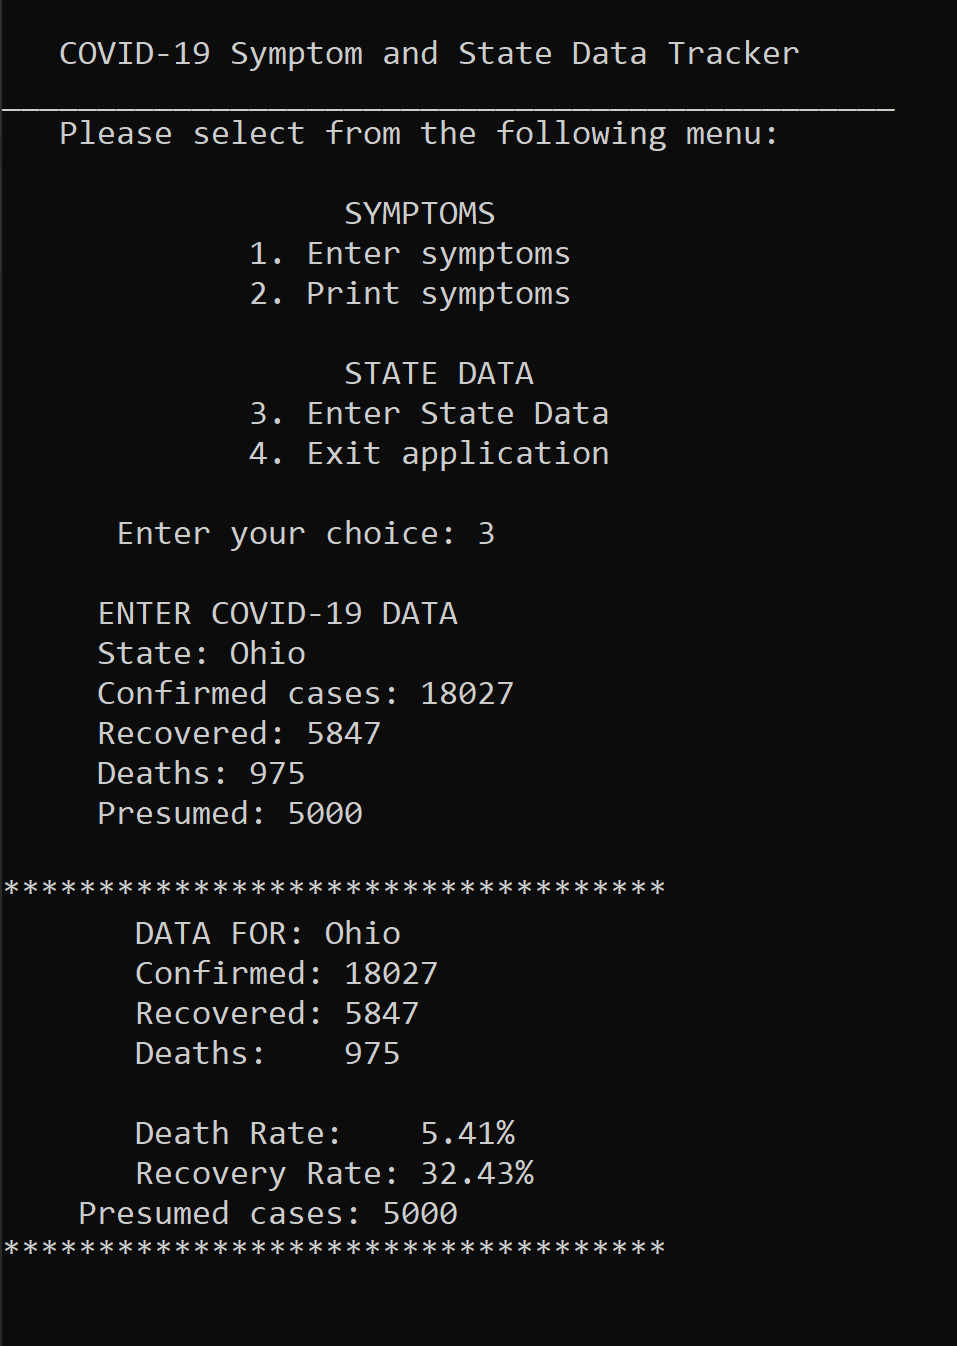 COVID-19 Symptom and State Data Tracker
_______________________________________________
Please select from the following menu:
SYMPTOMS
1. Enter symptoms
2. Print symptoms
STATE DATA
3. Enter State Data
4. Exit application
Enter your choice: 3
ENTER COVID-19 DATA
State: Ohio
Confirmed cases: 18027
Recovered: 5847
Deaths: 975
Presumed: 5000
***********************************
DATA FOR: Ohio
Confirmed: 18027
Recovered: 5847
Deaths:    975
Death Rate:    5.41%
Recovery Rate: 32.43%
Presumed cases: 5000
***********************************